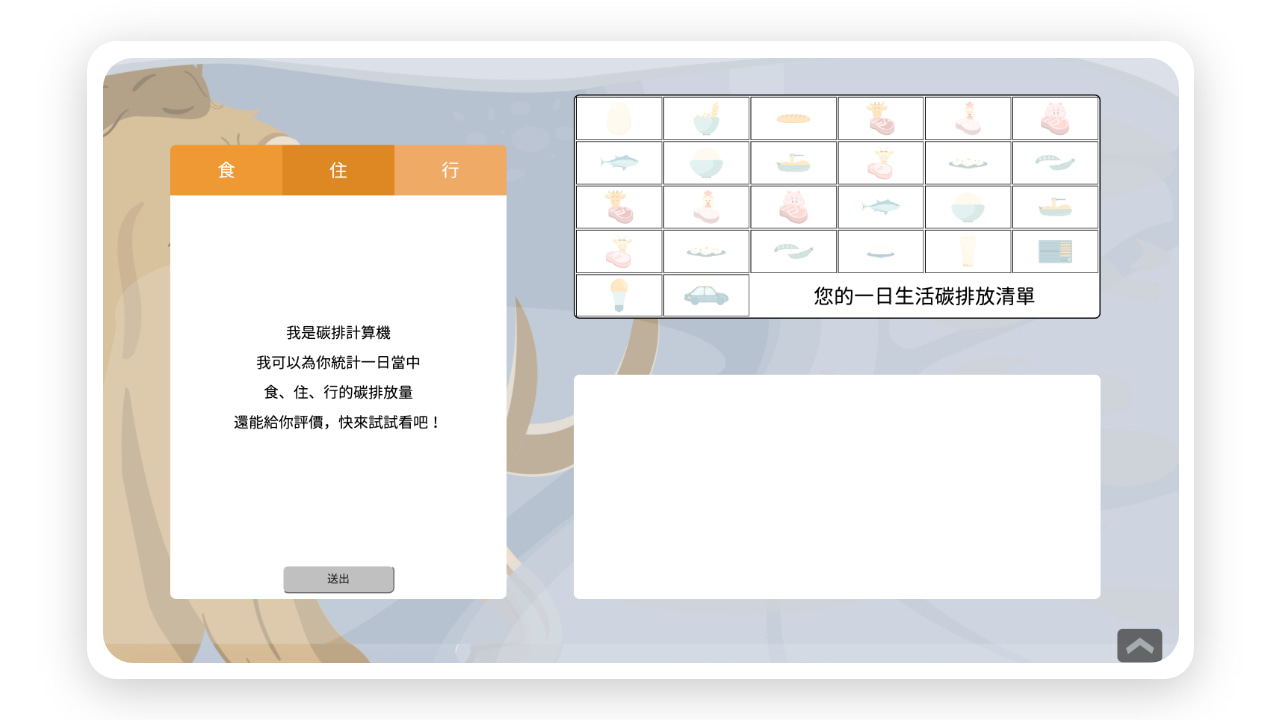 食
住
行
我是碳排計算機
我可以為你統計一日當中
食、住、行的碳排放量
還能給你評價，快來試試看吧！
送出
您的一日生活碳排放清單